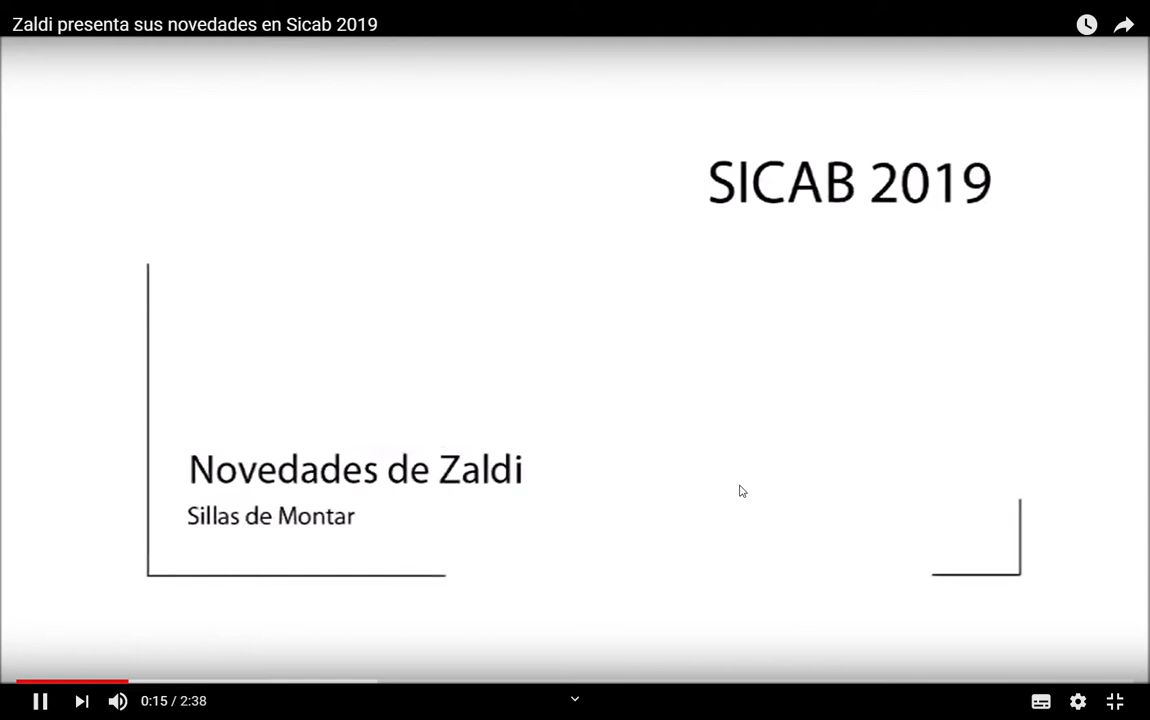 Zaldi presenta sus novedades en Sicab 2019
SICAB 2019
Novedades de Zaldi
Sillas de Montar
0:15 / 2:38